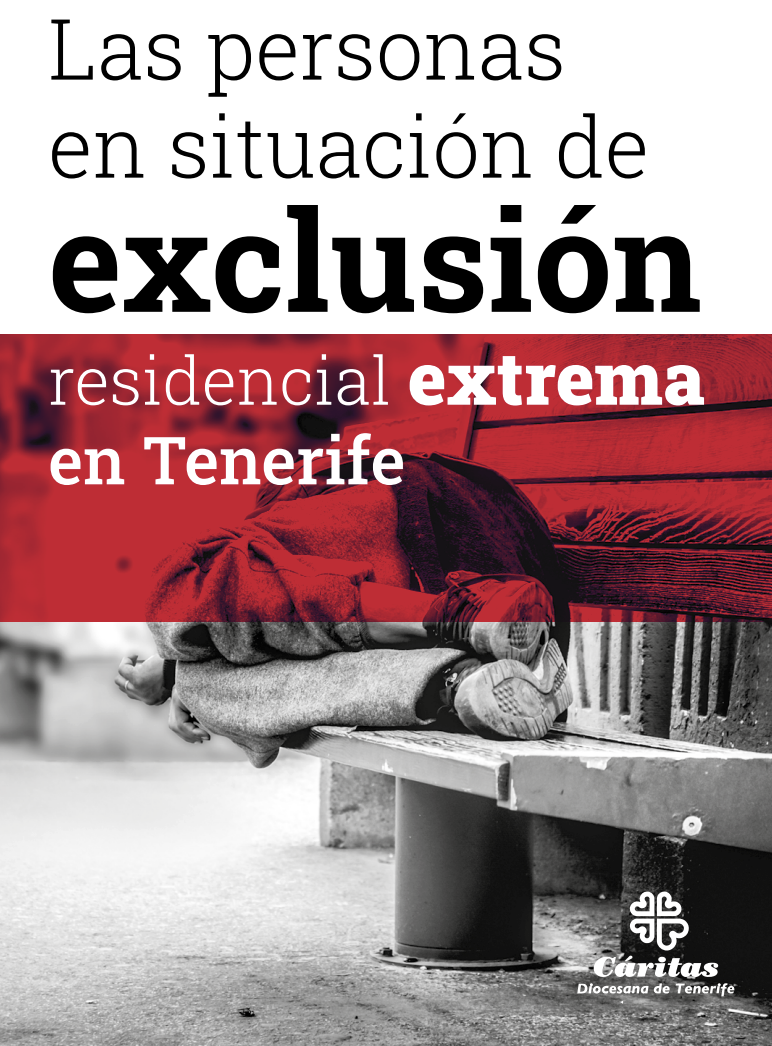 Las personas
en situación de
exclusión
residencial extrema
en Tenerife
Cáritas
Diocesana de Tenerife